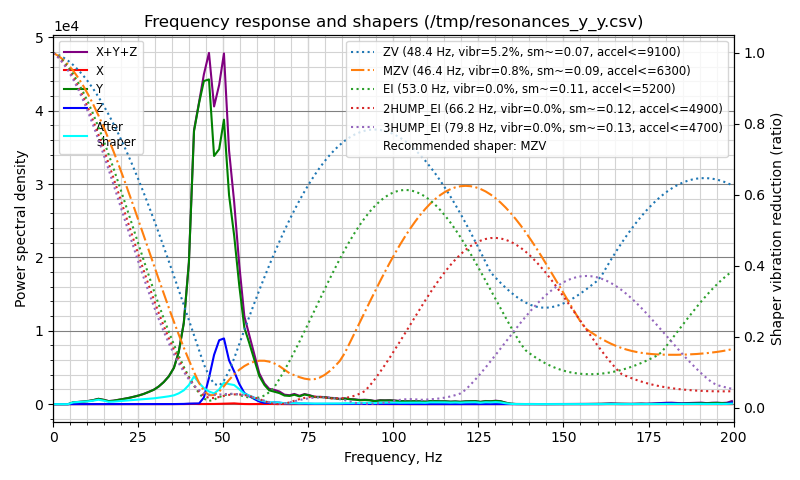 Frequency response and shapers (/tmp/resonances_y_y.csv)
1e4
X+Y+Z
X
Y
Z
After
shaper
ZV (48.4 Hz, vibr=5.2%, sm~=0.07, accel<=9100)
MZV (46.4 Hz, vibr=0.8%, sm~=0.09, accel<=6300)
EI (53.0 Hz, vibr=0.0%, sm~=0.11, accel<=5200)
2HUMP_EI (66.2 Hz, vibr=0.0%, sm~=0.12, accel<=4900)
3HUMP_EI (79.8 Hz, vibr=0.0%, sm~=0.13, accel<=4700)
Recommended shaper: MZV
Power spectral density
5
4
3
2
1
0
Shaper vibration reduction (ratio)
1.0
0.8
0.6
0.4
0.2
0.0
0 25 50 75 100 125 150 175 200
Frequency, Hz